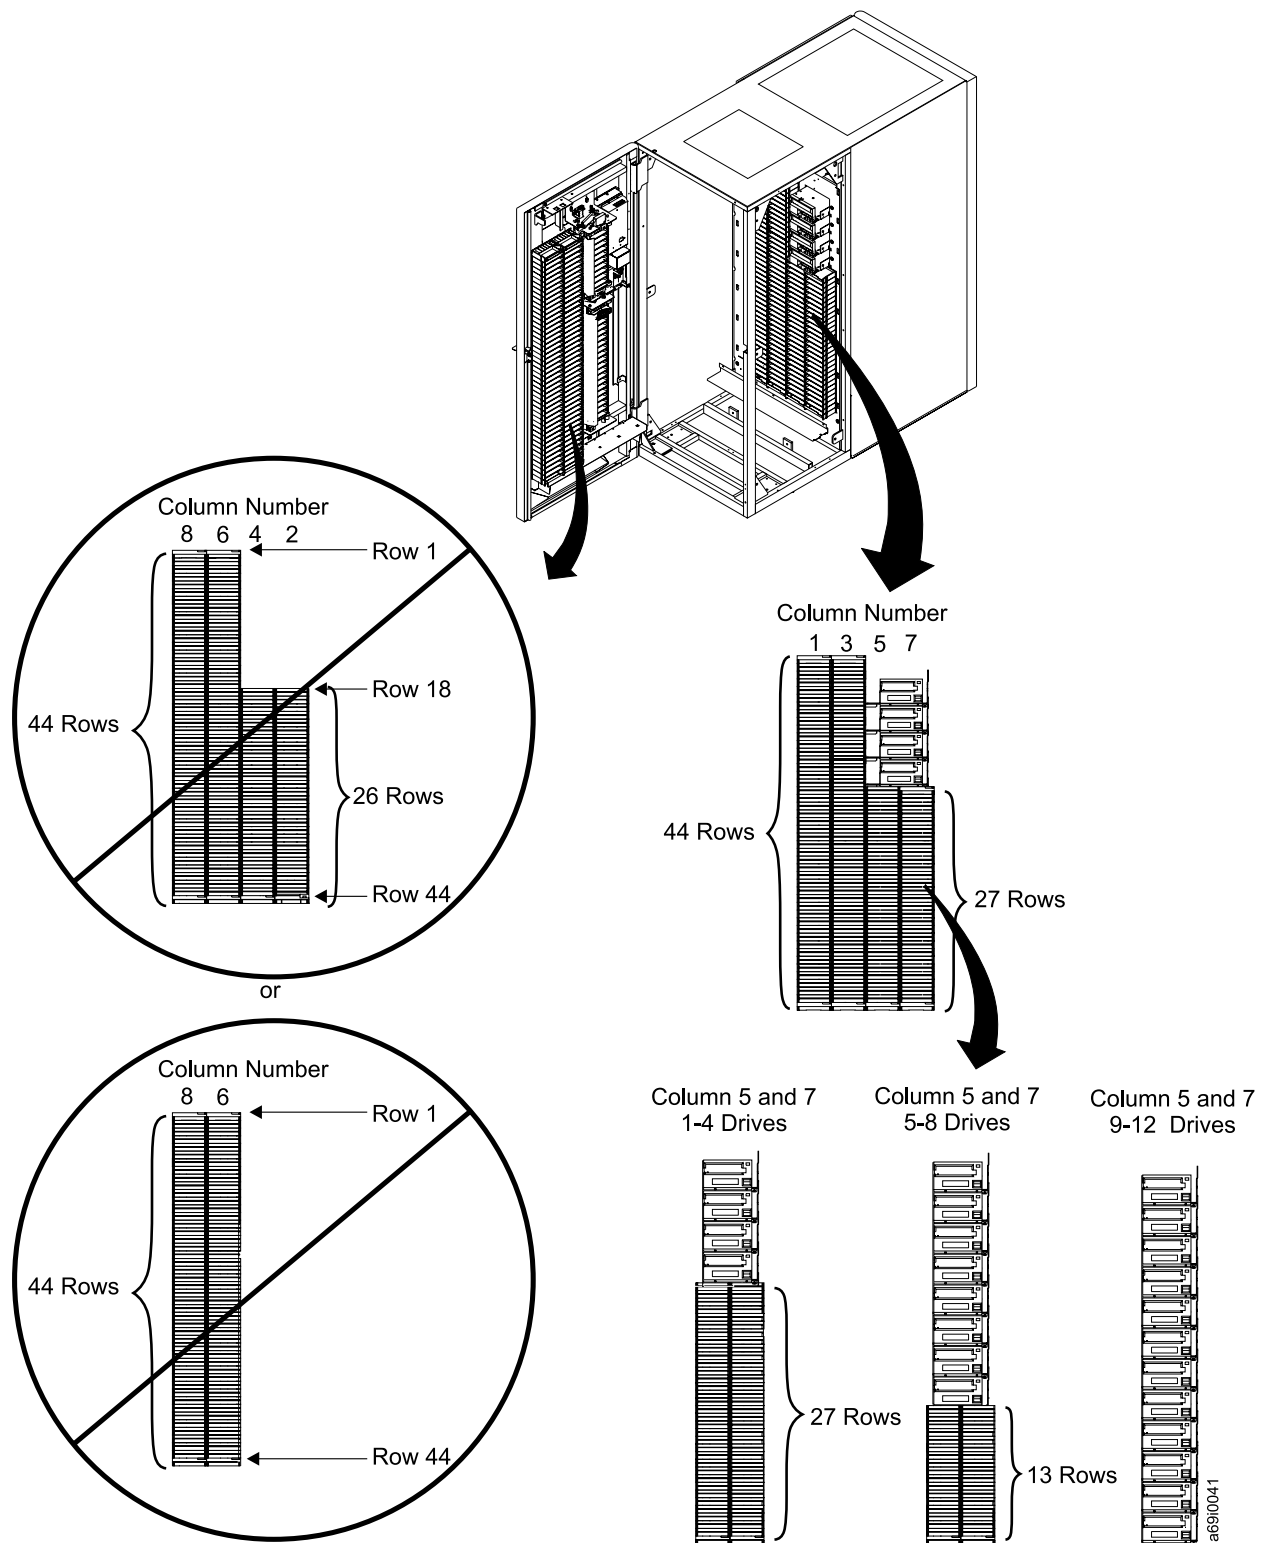 Column Number
8 6 4 2
Row 1
44 Rows
Row 18
26 Rows
Row 44
or
Column Number
8 6
Row 1
44 Rows
Row 44
Column Number
1 3 5 7
44 Rows
27 Rows
Column 5 and 7
1-4 Drives
27 Rows
Column 5 and 7
5-8 Drives
13 Rows
Column 5 and 7
9-12 Drives
a69i0041